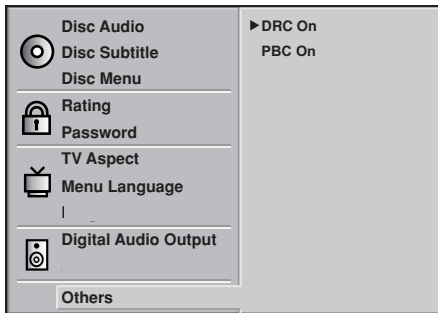 Disc Audio
Disc Subtitle
Disc Menu
Rating
Password
TV Aspect
Menu Language
Digital Audio Output
Others
DRC On
PBC On